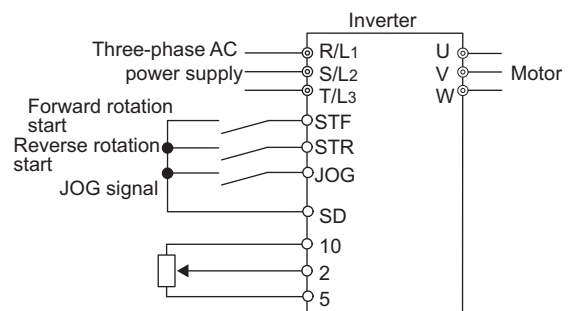 Inverter
Three-phase AC
power supply
R/L1
S/L2
T/L3
U
V
W
Motor
Forward rotation
start
STF
Reverse rotation
start
STR
JOG signal
JOG
SD
10
2
5